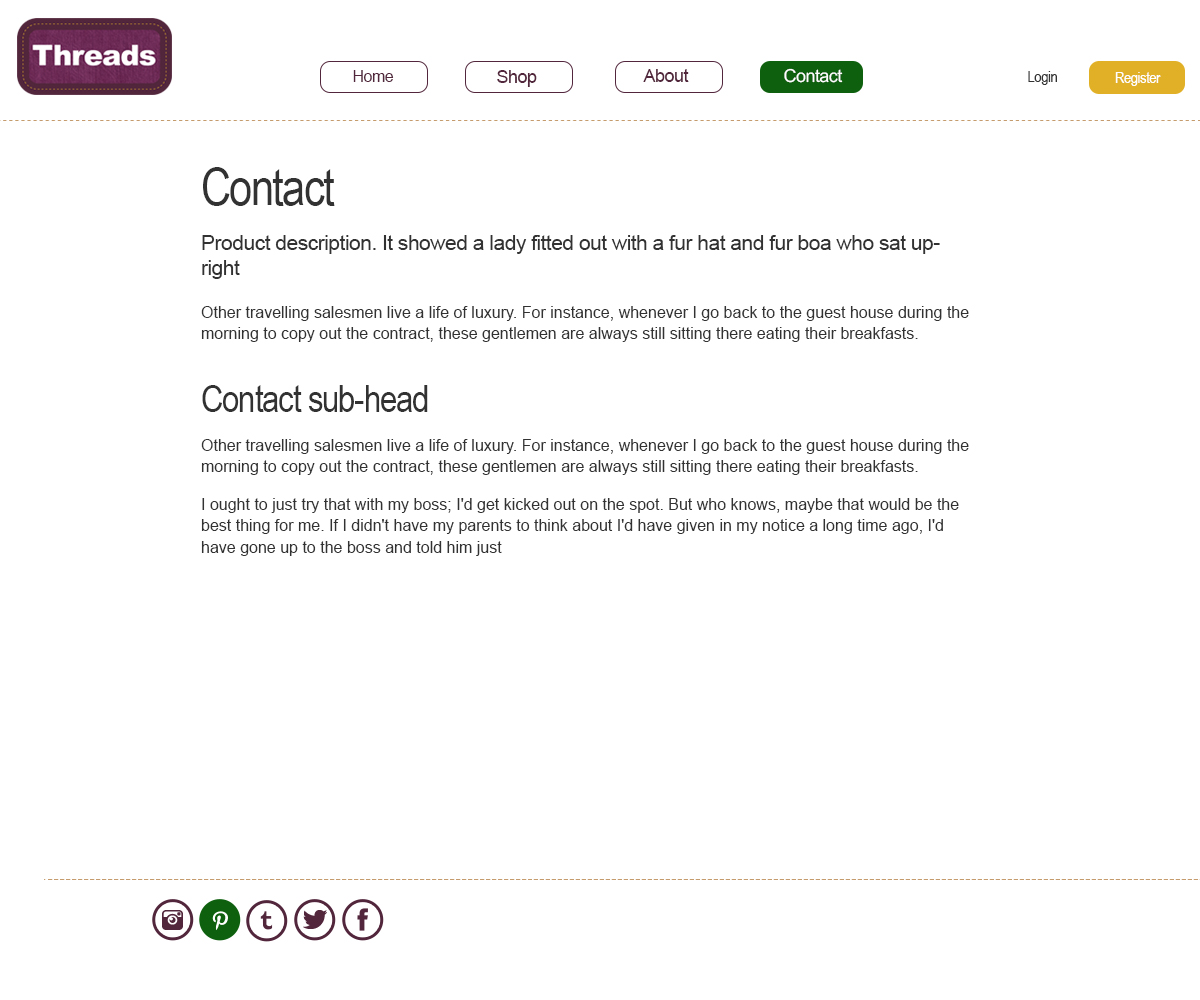 Threads
Home
Shop
About
Contact
Login
Register
Contact
Product description. It showed a lady fitted out with a fur hat and fur boa who sat up-
right
Other travelling salesmen live a life of luxury. For instance, whenever I go back to the guest house during the
morning to copy out the contract, these gentlemen are always still sitting there eating their breakfasts.
Contact sub-head
Other travelling salesmen live a life of luxury. For instance, whenever I go back to the guest house during the
morning to copy out the contract, these gentlemen are always still sitting there eating their breakfasts.
I ought to just try that with my boss; I'd get kicked out on the spot. But who knows, maybe that would be the
best thing for me. If I didn't have my parents to think about I'd have given in my notice a long time ago, I'd
have gone up to the boss and told him just